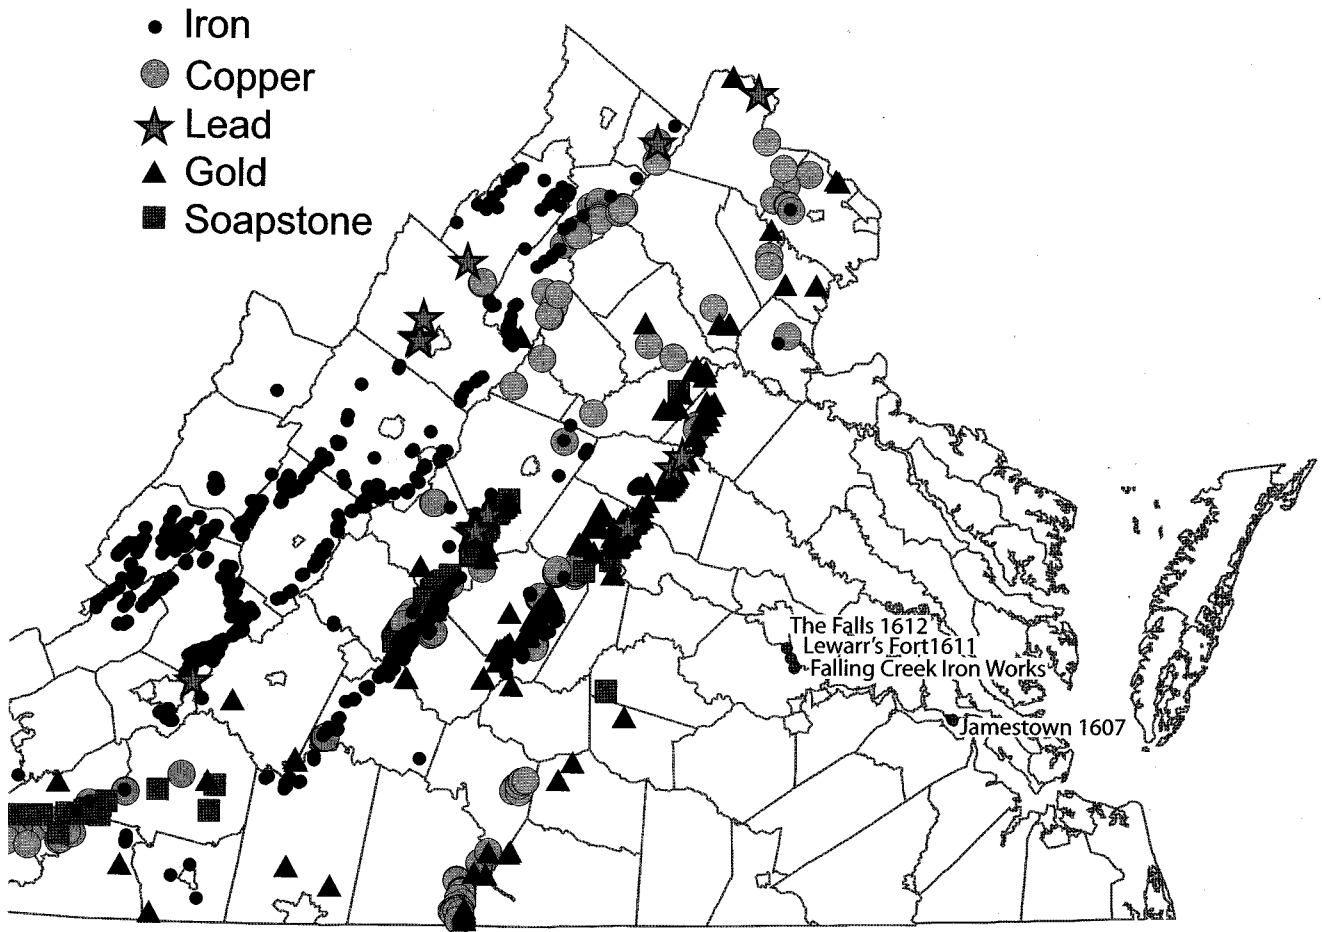 Iron
Copper
Lead
Gold
Soapstone
The Falls 1612
Lewarr's Fort1611
Falling Creek Iron Works
Jamestown 1607